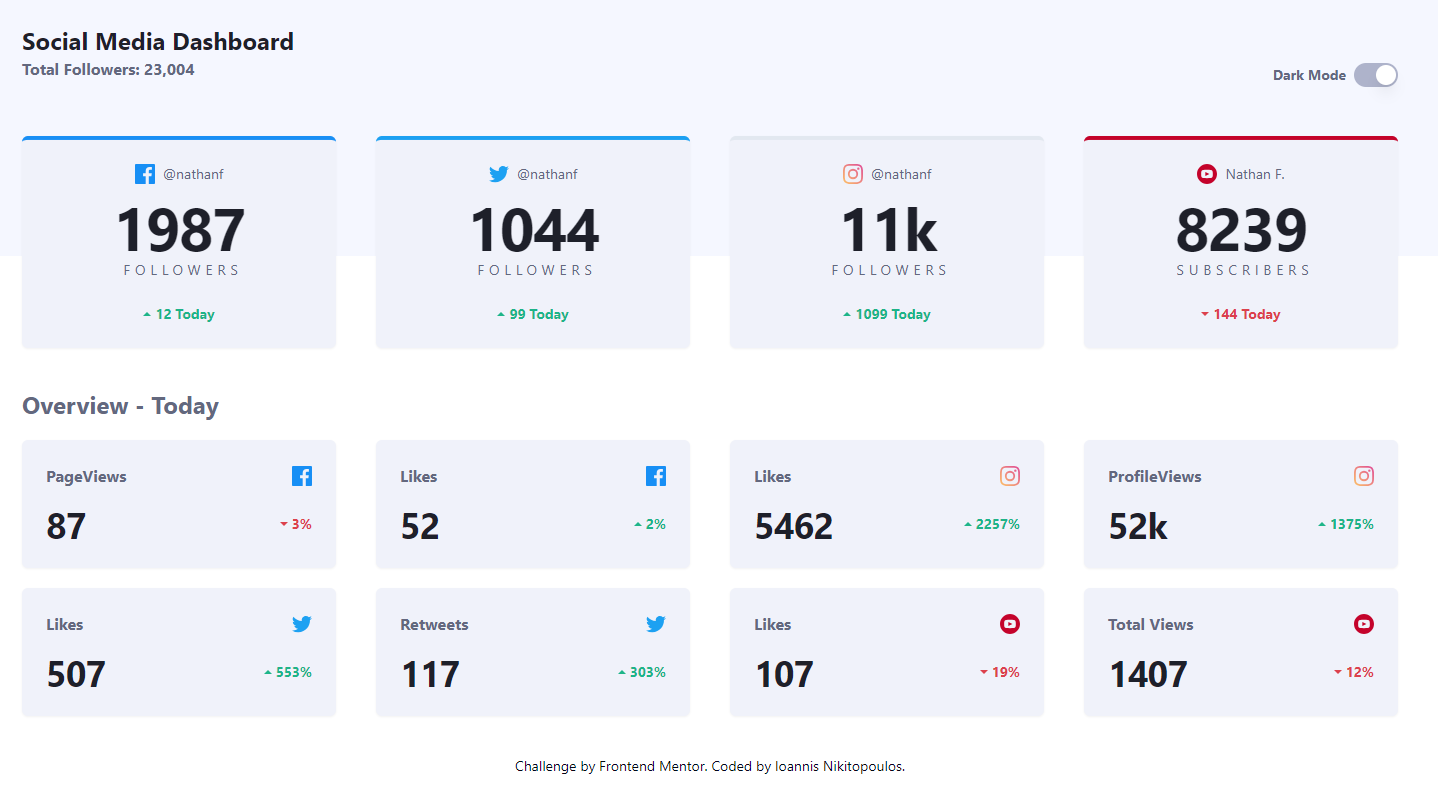 Social Media Dashboard
Total Followers: 23,004
Dark Mode
@nathanf
1987
FOLLOWERS
12 Today
@nathanf
1044
FOLLOWERS
99 Today
@nathanf
11k
FOLLOWERS
1099 Today
Nathan F.
8239
SUBSCRIBERS
144 Today
Overview - Today
PageViews
87
3%
Likes
52
2%
Likes
5462
2257%
ProfileViews
52k
1375%
Likes
507
553%
Retweets
117
303%
Likes
107
19%
Total Views
1407
12%
Challenge by Frontend Mentor. Coded by Ioannis Nikitopoulos.